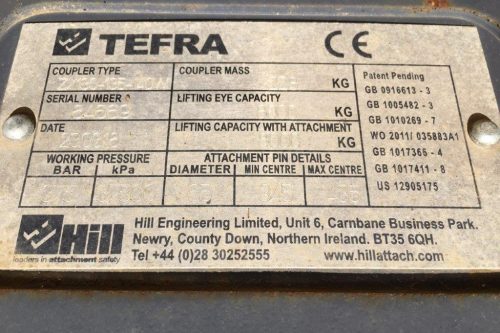 TEFRA CE
COUPLER TYPE COUPLER MASS
KG
Patent Pending
GB 0916613 - 3
SERIAL NUMBER LIFTING EYE CAPACITY
KG
GB 1005482 - 3
GB 1010269 - 7
DATE LIFTING CAPACITY WITH ATTACHMENT
KG
WO 2011/ 035883A1
GB 1017365 - 4
WORKING PRESSURE ATTACHMENT PIN DETAILS
BAR kPa DIAMETER MIN CENTRE MAX CENTRE
GB 1017411 - 8
US 12905175
Hill
leaders in attachment safety
Hill Engineering Limited, Unit 6, Carnbane Business Park.
Newry, County Down, Northern Ireland. BT35 6QH.
Tel +44 (0)28 30252555 www.hillattach.com